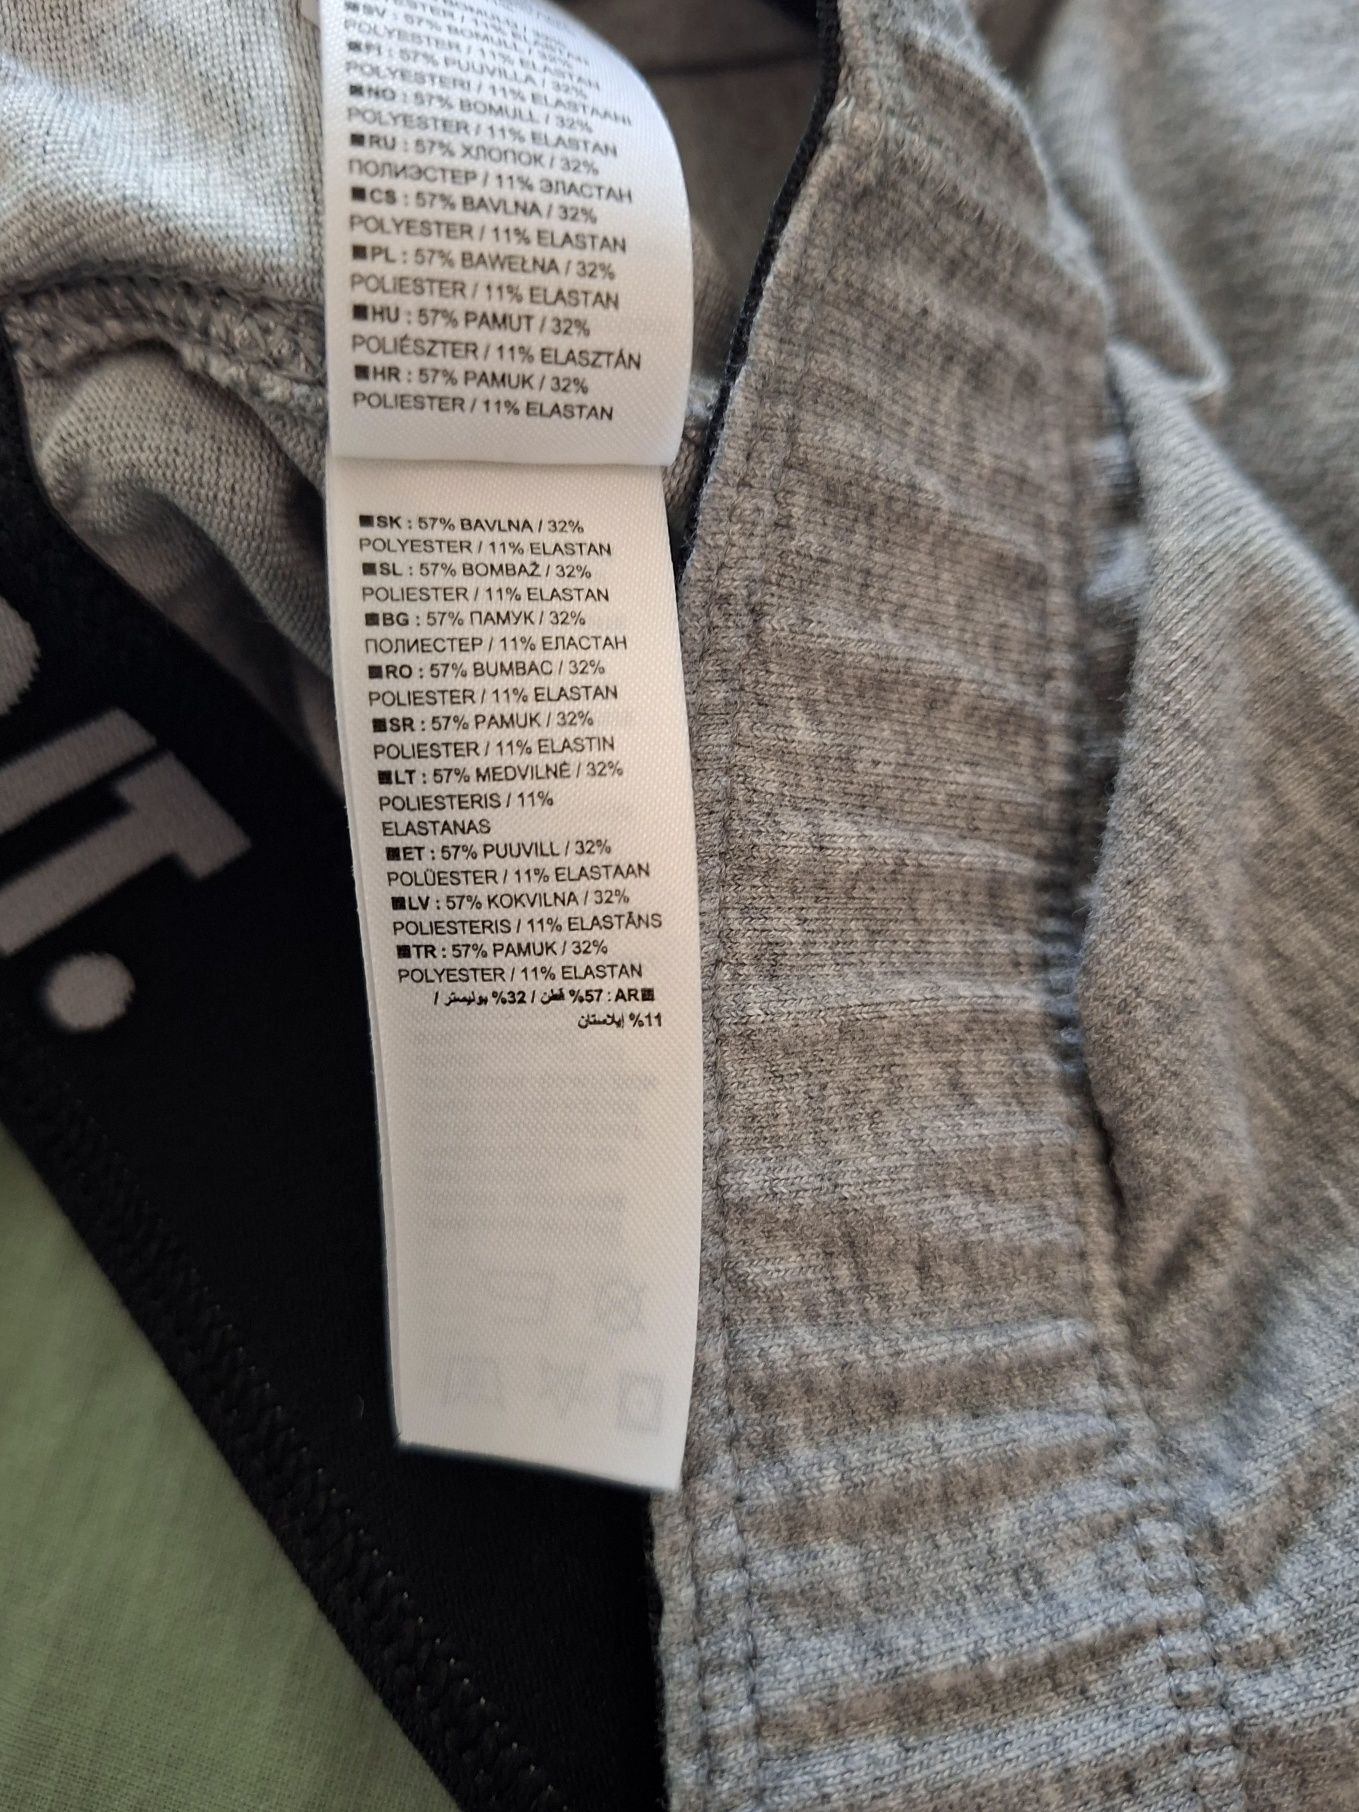 POLYESTER / 11% ELASTAN
FI : 57% PUUVILLA / 32%
POLYESTERI / 11% ELASTAANI
NO : 57% BOMULL / 32%
POLYESTER / 11% ELASTAN
RU : 57% ХЛОПОК / 32%
ПОЛИЭСТЕР / 11% ЭЛАСТАН
CS : 57% BAVLNA / 32%
POLYESTER / 11% ELASTAN
PL : 57% BAWEŁNA / 32%
POLIESTER / 11% ELASTAN
HU : 57% PAMUT / 32%
POLIÉSZTER / 11% ELASZTÁN
HR : 57% PAMUK / 32%
POLIESTER / 11% ELASTAN
SK : 57% BAVLNA / 32%
POLYESTER / 11% ELASTAN
SL : 57% BOMBAŽ / 32%
POLIESTER / 11% ELASTAN
BG : 57% ПАМУК / 32%
ПОЛИЕСТЕР / 11% ЕЛАСТАН
RO : 57% BUMBAC / 32%
POLIESTER / 11% ELASTAN
SR : 57% PAMUK / 32%
POLIESTER / 11% ELASTIN
LT : 57% MEDVILNĖ / 32%
POLIESTERIS / 11%
ELASTANAS
ET : 57% PUUVILL / 32%
POLÜESTER / 11% ELASTAAN
LV : 57% KOKVILNA / 32%
POLIESTERIS / 11% ELASTĀNS
TR : 57% PAMUK / 32%
POLYESTER / 11% ELASTAN
AR : 57% قطن / 32% بوليستر /
11% إيلاستان
IT.